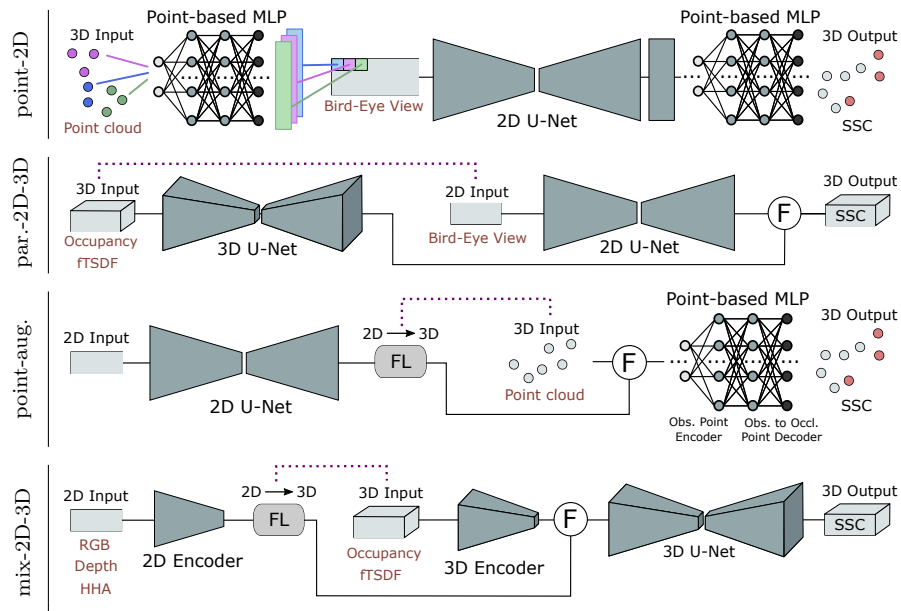 point-2D
3D Input
Point-based MLP
Point cloud
Bird-Eye View
2D U-Net
Point-based MLP
3D Output
SSC
par.-2D-3D
3D Input
Occupancy
fTSDF
3D U-Net
2D Input
Bird-Eye View
2D U-Net
F
3D Output
SSC
point-aug.
2D Input
2D U-Net
2D 3D
FL
3D Input
Point cloud
F
Point-based MLP
Obs. Point
Encoder
Obs. to Occl.
Point Decoder
3D Output
SSC
mix-2D-3D
2D Input
RGB
Depth
HHA
2D Encoder
2D 3D
FL
3D Input
Occupancy
fTSDF
3D Encoder
F
3D U-Net
3D Output
SSC